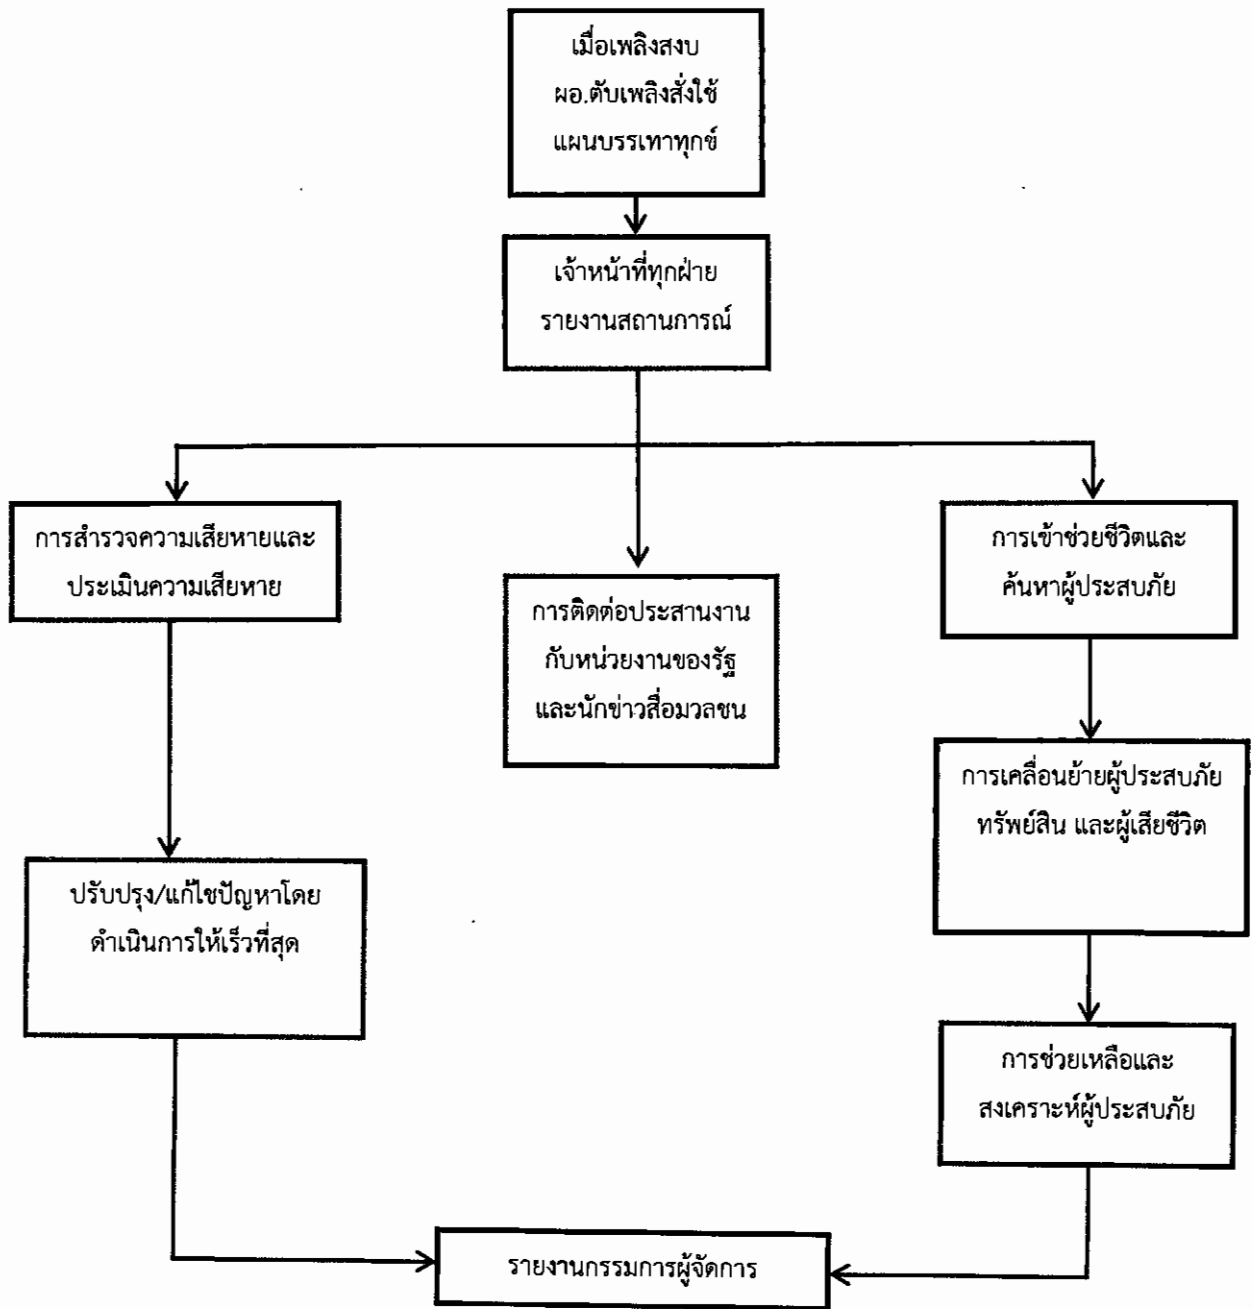 เมื่อเพลิงสงบ
ผอ.ดับเพลิงสั่งใช้
แผนบรรเทาทุกข์
เจ้าหน้าที่ทุกฝ่าย
รายงานสถานการณ์
การสำรวจความเสียหายและ
ประเมินความเสียหาย
การติดต่อประสานงาน
กับหน่วยงานของรัฐ
และนักข่าวสื่อมวลชน
การเข้าช่วยชีวิตและ
ค้นหาผู้ประสบภัย
การเคลื่อนย้ายผู้ประสบภัย
ทรัพย์สิน และผู้เสียชีวิต
ปรับปรุง/แก้ไขปัญหาโดย
ดำเนินการให้เร็วที่สุด
การช่วยเหลือและ
สงเคราะห์ผู้ประสบภัย
รายงานกรรมการผู้จัดการ